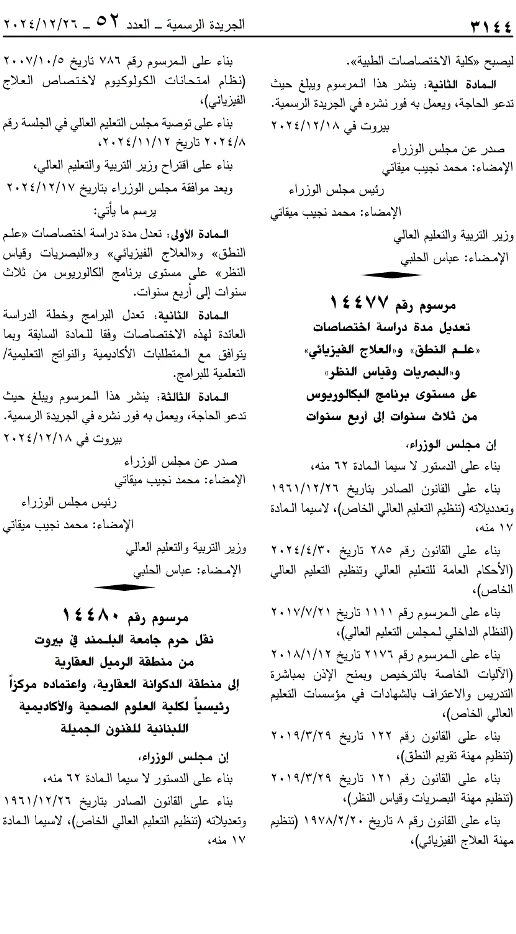 ٣١٤٤
الجريدة الرسمية ــ العدد ٥٢ ــ ٢٠٢٤/١٢/٢٦
ليصبح «كلية الاختصاصات الطبية».
المادة الثانية: ينشر هذا المرسوم ويبلغ حيث
تدعو الحاجة، ويعمل به فور نشره في الجريدة الرسمية.
بيروت في ٢٠٢٤/١٢/١٨
صدر عن مجلس الوزراء
الإمضاء: محمد نجيب ميقاتي
رئيس مجلس الوزراء
الإمضاء: محمد نجيب ميقاتي
وزير التربية والتعليم العالي
الإمضاء: عباس الحلبي
مرسوم رقم ١٤٤٧٧
تعديل مدة دراسة اختصاصات
«علم النطق» و«العلاج الفيزيائي»
و«البصريات وقياس النظر»
على مستوى برنامج البكالوريوس
من ثلاث سنوات إلى أربع سنوات
إن مجلس الوزراء،
بناء على الدستور لا سيما المادة ٦٢ منه،
بناء على القانون الصادر بتاريخ ١٩٦١/١٢/٢٦
وتعدديلاته (تنظيم التعليم العالي الخاص)، لاسيما المادة
١٧ منه،
بناء على القانون رقم ٢٨٥ تاريخ ٢٠٢٤/٤/٣٠
(الأحكام العامة للتعليم العالي وتنظيم التعليم العالي
الخاص)،
بناء على المرسوم رقم ١١١١ تاريخ ٢٠١٧/٧/٢١
(النظام الداخلي لمجلس التعليم العالي)،
بناء على المرسوم رقم ٢١٧٦ تاريخ ٢٠١٨/١/١٢
(الآليات الخاصة بالترخيص وبمنح الإذن بمباشرة
التدريس والاعتراف بالشهادات في مؤسسات التعليم
العالي الخاص)،
بناء على القانون رقم ١٢٢ تاريخ ٢٠١٩/٣/٢٩
(تنظيم مهنة تقويم النطق)،
بناء على القانون رقم ١٢١ تاريخ ٢٠١٩/٣/٢٩
(تنظيم مهنة البصريات وقياس النظر)،
بناء على القانون رقم ٨ تاريخ ١٩٧٨/٢/٢٠ (تنظيم
مهنة العلاج الفيزيائي)،
بناء على المرسوم رقم ٧٨٦ تاريخ ٢٠٠٧/١٠/٥
(نظام امتحانات الكولوكيوم لاختصاص العلاج
الفيزيائي)،
بناء على توصية مجلس التعليم العالي في الجلسة رقم
٢٠٢٤/٨ تاريخ ٢٠٢٤/١١/١٢،
بناء على اقتراح وزير التربية والتعليم العالي،
وبعد موافقة مجلس الوزراء بتاريخ ٢٠٢٤/١٢/١٧
يرسم ما يأتي:
المادة الأولى: تعدل مدة دراسة اختصاصات «علم
النطق» و«العلاج الفيزيائي» و«البصريات وقياس
النظر» على مستوى برنامج الكالوريوس من ثلاث
سنوات إلى أربع سنوات.
المادة الثانية: تعدل البرامج وخطة الدراسة
العائدة لهذه الاختصاصات وفقا للمادة السابقة وبما
يتوافق مع المتطلبات الأكاديمية والنواتج التعليمية/
التعلمية للبرامج.
المادة الثالثة: ينشر هذا المرسوم ويبلغ حيث
تدعو الحاجة، ويعمل به فور نشره في الجريدة الرسمية.
بيروت في ٢٠٢٤/١٢/١٨
صدر عن مجلس الوزراء
الإمضاء: محمد نجيب ميقاتي
رئيس مجلس الوزراء
الإمضاء: محمد نجيب ميقاتي
وزير التربية والتعليم العالي
الإمضاء: عباس الحلبي
مرسوم رقم ١٤٤٨٠
نقل حرم جامعة البلمند في بيروت
من منطقة الرميل العقارية
إلى منطقة الدكوانة العقارية، واعتماده مركزاً
رئيسياً لكلية العلوم الصحية والأكاديمية
اللبنانية للفنون الجميلة
إن مجلس الوزراء،
بناء على الدستور لا سيما المادة ٦٢ منه،
بناء على القانون الصادر بتاريخ ١٩٦١/١٢/٢٦
وتعديلاته (تنظيم التعليم العالي الخاص)، لاسيما المادة
١٧ منه،